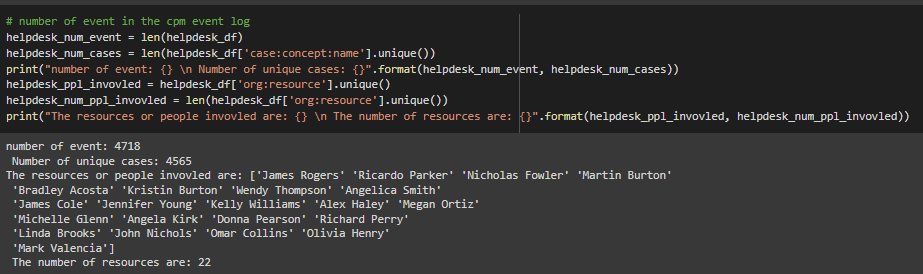 # number of event in the cpm event log
helpdesk_num_event = len(helpdesk_df)
helpdesk_num_cases = len(helpdesk_df['case:concept:name'].unique())
print("number of event: {} \n Number of unique cases: {}".format(helpdesk_num_event, helpdesk_num_cases))
helpdesk_ppl_invovled = helpdesk_df['org:resource'].unique()
helpdesk_num_ppl_invovled = len(helpdesk_df['org:resource'].unique())
print("The resources or people invovled are: {} \n The number of resources are: {}".format(helpdesk_ppl_invovled, helpdesk_num_ppl_invovled))
number of event: 4718
 Number of unique cases: 4565
The resources or people invovled are: ['James Rogers' 'Ricardo Parker' 'Nicholas Fowler' 'Martin Burton'
 'Bradley Acosta' 'Kristin Burton' 'Wendy Thompson' 'Angelica Smith'
 'James Cole' 'Jennifer Young' 'Kelly Williams' 'Alex Haley' 'Megan Ortiz'
 'Michelle Glenn' 'Angela Kirk' 'Donna Pearson' 'Richard Perry'
 'Linda Brooks' 'John Nichols' 'Omar Collins' 'Olivia Henry'
 'Mark Valencia']
 The number of resources are: 22